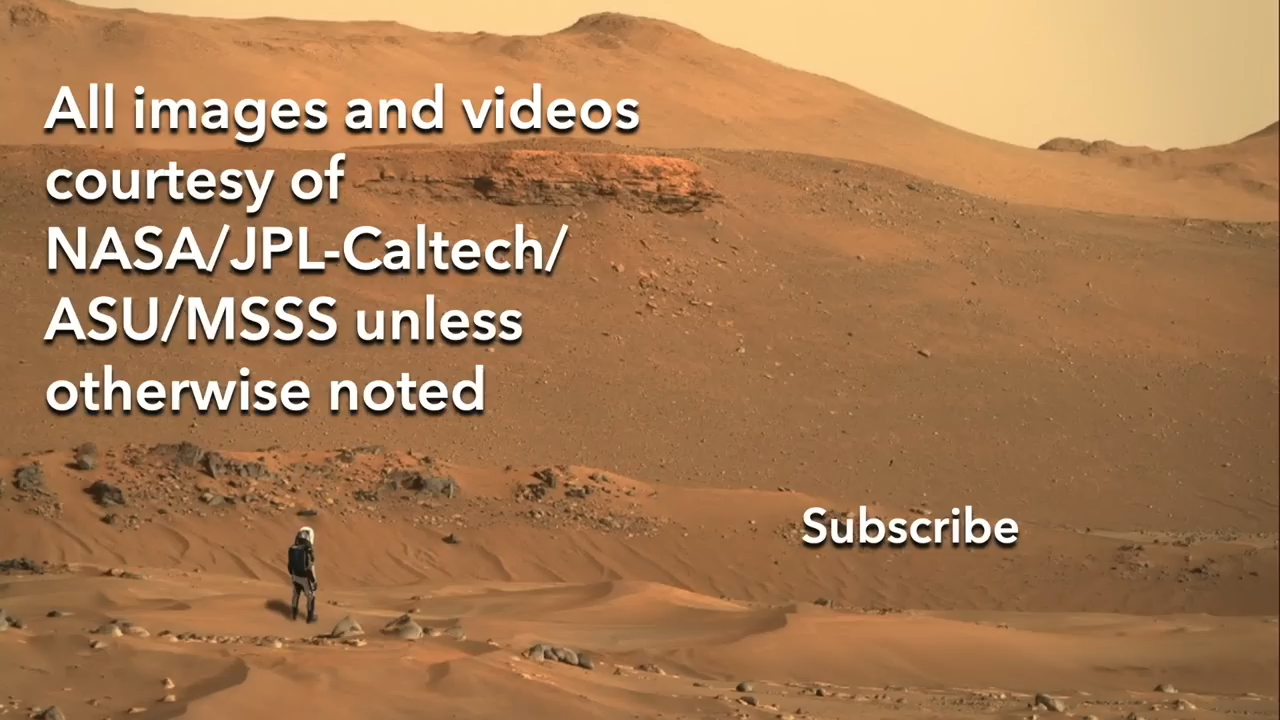 All images and videos
courtesy of
NASA/JPL-Caltech/
ASU/MSSS unless
otherwise noted
Subscribe